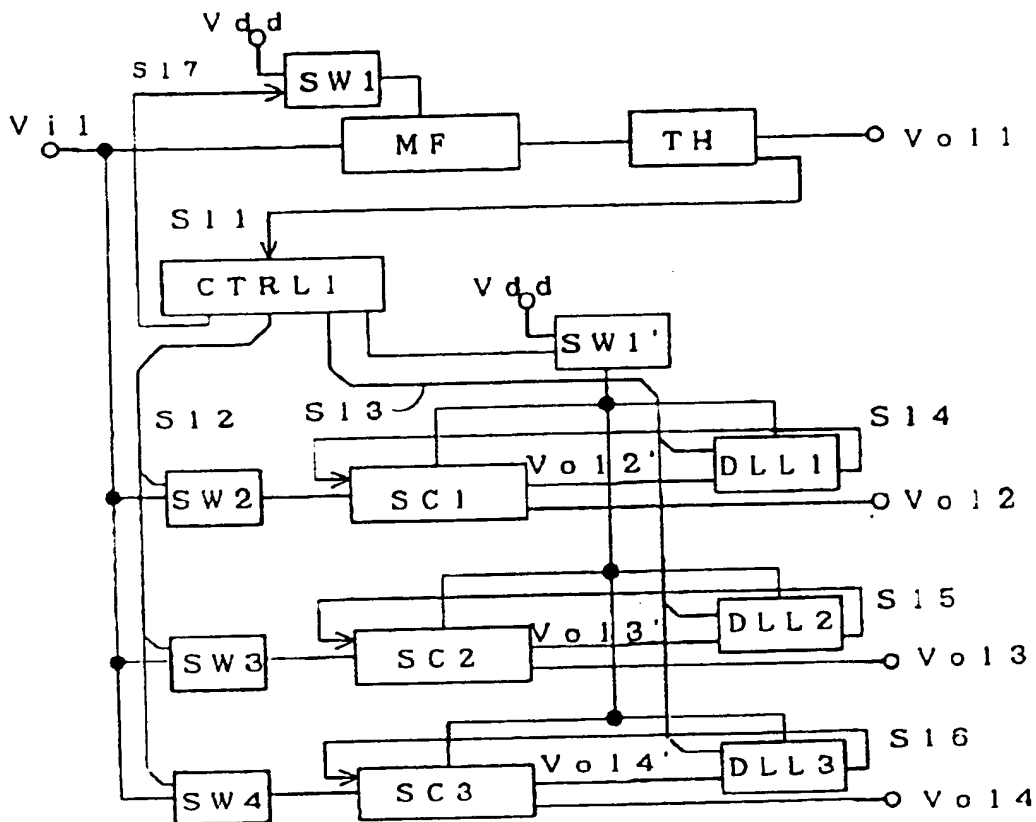 Vdd
S17
SW1
Vi1
MF
TH
Vo11
S11
CTRL1
Vdd
SW1'
S12
S13
S14
Vo12'
DLL1
SW2
SC1
Vo12
S15
Vo13'
DLL2
SW3
SC2
Vo13
S16
Vo14'
DLL3
SW4
SC3
Vo14